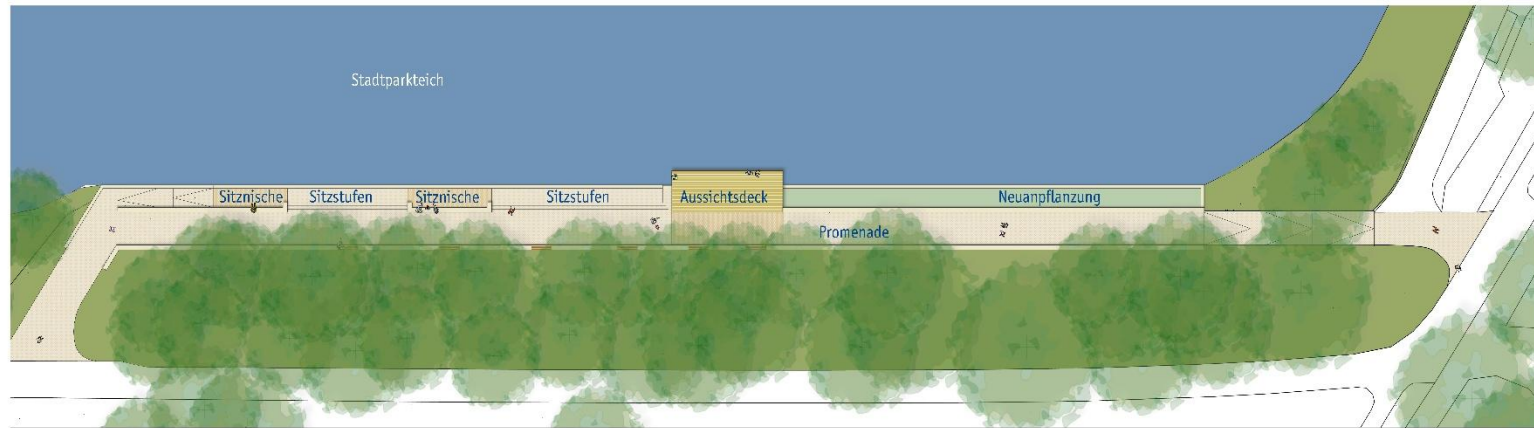 Stadtparkteich
Sitznische
Sitzstufen
Sitznische
Sitzstufen
Aussichtsdeck
Neuanpflanzung
Promenade